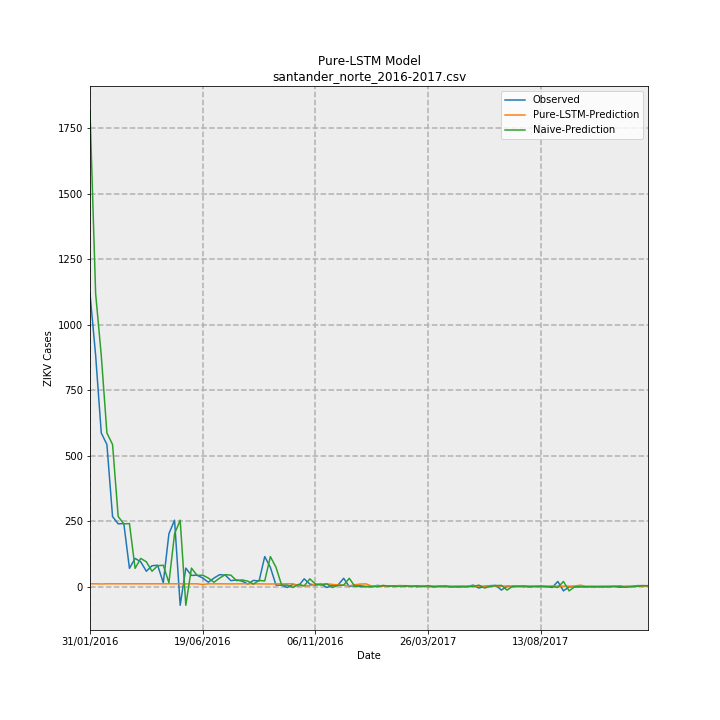 Pure-LSTM Model
santander_norte_2016-2017.csv
Observed
Pure-LSTM-Prediction
Naive-Prediction
1750
1500
1250
1000
750
500
250
0
ZIKV Cases
31/01/2016
19/06/2016
06/11/2016
26/03/2017
13/08/2017
Date